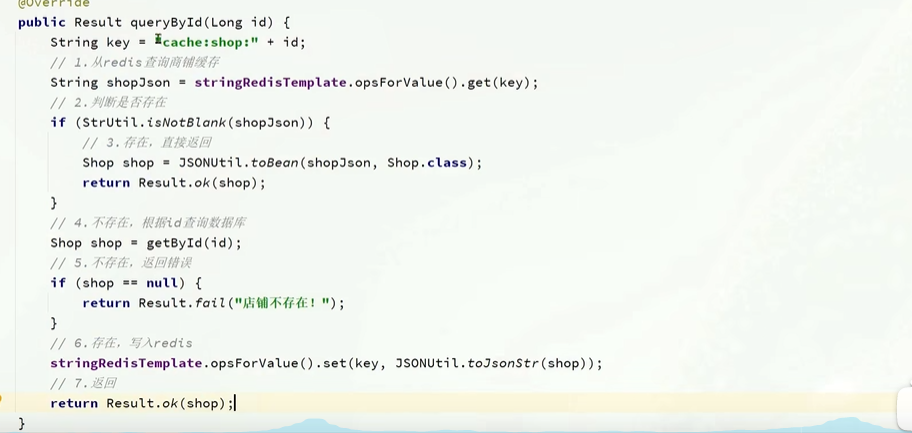 @Override
public Result queryById(Long id) {
String key = "cache:shop:" + id;
// 1.从redis查询商铺缓存
String shopJson = stringRedisTemplate.opsForValue().get(key);
// 2.判断是否存在
if (StrUtil.isNotBlank(shopJson)) {
// 3.存在，直接返回
Shop shop = JSONUtil.toBean(shopJson, Shop.class);
return Result.ok(shop);
}
// 4.不存在，根据id查询数据库
Shop shop = getById(id);
// 5.不存在，返回错误
if (shop == null) {
return Result.fail("店铺不存在！");
}
// 6.存在，写入redis
stringRedisTemplate.opsForValue().set(key, JSONUtil.toJsonStr(shop));
// 7.返回
return Result.ok(shop);
}